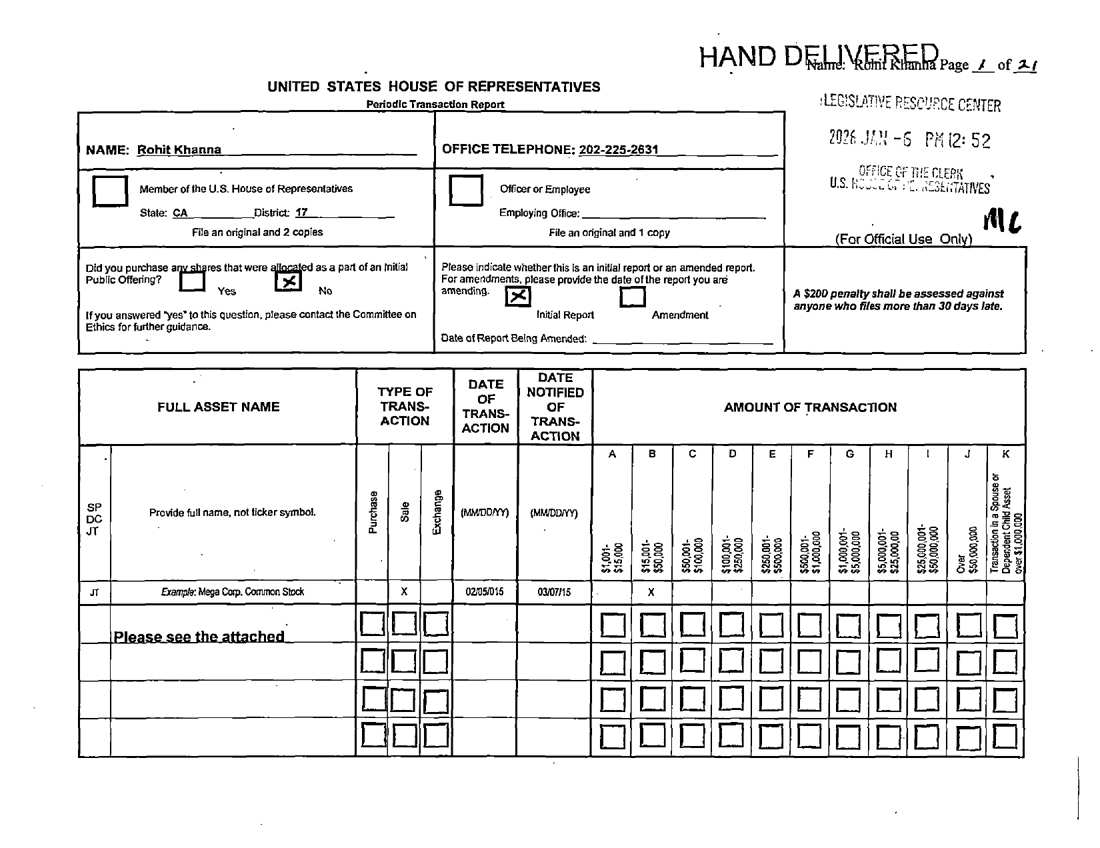 HAND DELIVERED
Name: Rohit Khanna Page 1 of 21
UNITED STATES HOUSE OF REPRESENTATIVES
Periodic Transaction Report
LEGISLATIVE RESOURCE CENTER
2026 JAN -6 PM 12: 52
OFFICE OF THE CLERK
U.S. HOUSE OF REPRESENTATIVES
MC
(For Official Use Only)
NAME: Rohit Khanna
OFFICE TELEPHONE: 202-225-2631
Member of the U.S. House of Representatives
State: CA District: 17
File an original and 2 copies
Officer or Employee
Employing Office:
File an original and 1 copy
Did you purchase any shares that were allocated as a part of an Initial
Public Offering?
Yes
X No
If you answered "yes" to this question, please contact the Committee on
Ethics for further guidance.
Please indicate whether this is an initial report or an amended report.
For amendments, please provide the date of the report you are
amending.
X Initial Report
Amendment
Date of Report Being Amended:
A $200 penalty shall be assessed against
anyone who files more than 30 days late.
FULL ASSET NAME
TYPE OF
TRANS-
ACTION
DATE
OF
TRANS-
ACTION
DATE
NOTIFIED
OF
TRANS-
ACTION
AMOUNT OF TRANSACTION
A B C D E F G H I J K
SP
DC
JT
Provide full name, not ticker symbol.
Purchase
Sale
Exchange
(MM/DD/YY)
(MM/DD/YY)
$1,001-
$15,000
$15,001-
$50,000
$50,001-
$100,000
$100,001-
$250,000
$250,001-
$500,000
$500,001-
$1,000,000
$1,000,001-
$5,000,000
$5,000,001-
$25,000,00
$25,000,001-
$50,000,000
Over
$50,000,000
Transaction in a Spouse or
Dependent Child Asset
over $1,000,000
JT Example: Mega Corp. Common Stock X 02/05/015 03/07/15 X
Please see the attached